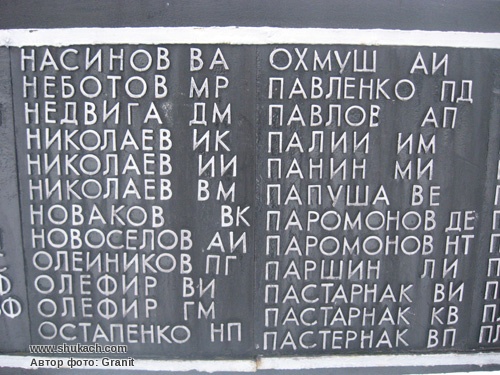 НАСИНОВ ВА
НЕБОТОВ МР
НЕДВИГА ДМ
НИКОЛАЕВ ИК
НИКОЛАЕВ ИИ
НИКОЛАЕВ ВМ
НОВАКОВ ВК
НОВОСЕЛОВ АИ
ОЛЕИНИКОВ ПГ
ОЛЕФИР ВИ
ОЛЕФИР ГМ
ОСТАПЕНКО НП
ОХМУШ АИ
ПАВЛЕНКО ПД
ПАВЛОВ АП
ПАЛИИ ИМ
ПАНИН МИ
ПАПУША ВЕ
ПАРОМОНОВ ДЕ
ПАРОМОНОВ НТ
ПАРШИН ЛИ
ПАСТАРНАК ВИ
ПАСТАРНАК КВ
ПАСТЕРНАК ВП
www.shukach.com
Автор фото: Granit